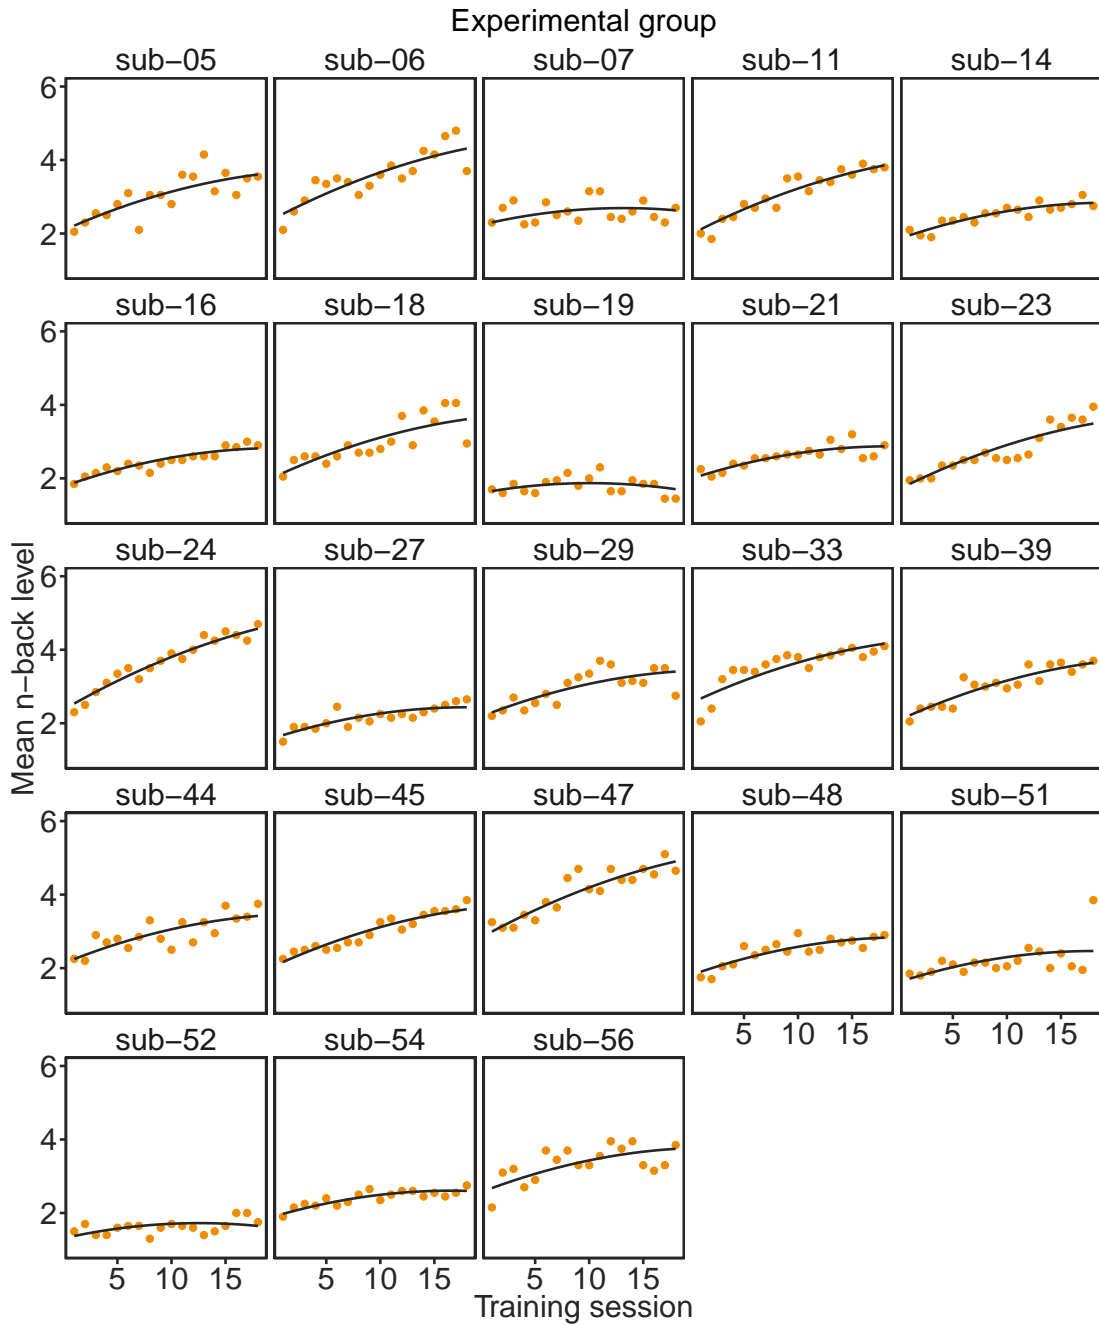 Experimental group
sub−05 sub−06 sub−07 sub−11 sub−14
6
4
2
sub−16 sub−18 sub−19 sub−21 sub−23
6
4
2
sub−24 sub−27 sub−29 sub−33 sub−39
6
4
2
Mean n−back level
sub−44 sub−45 sub−47 sub−48 sub−51
6
4
2
5 10 15 5 10 15
sub−52 sub−54 sub−56
6
4
2
5 10 15 5 10 15 5 10 15
Training session